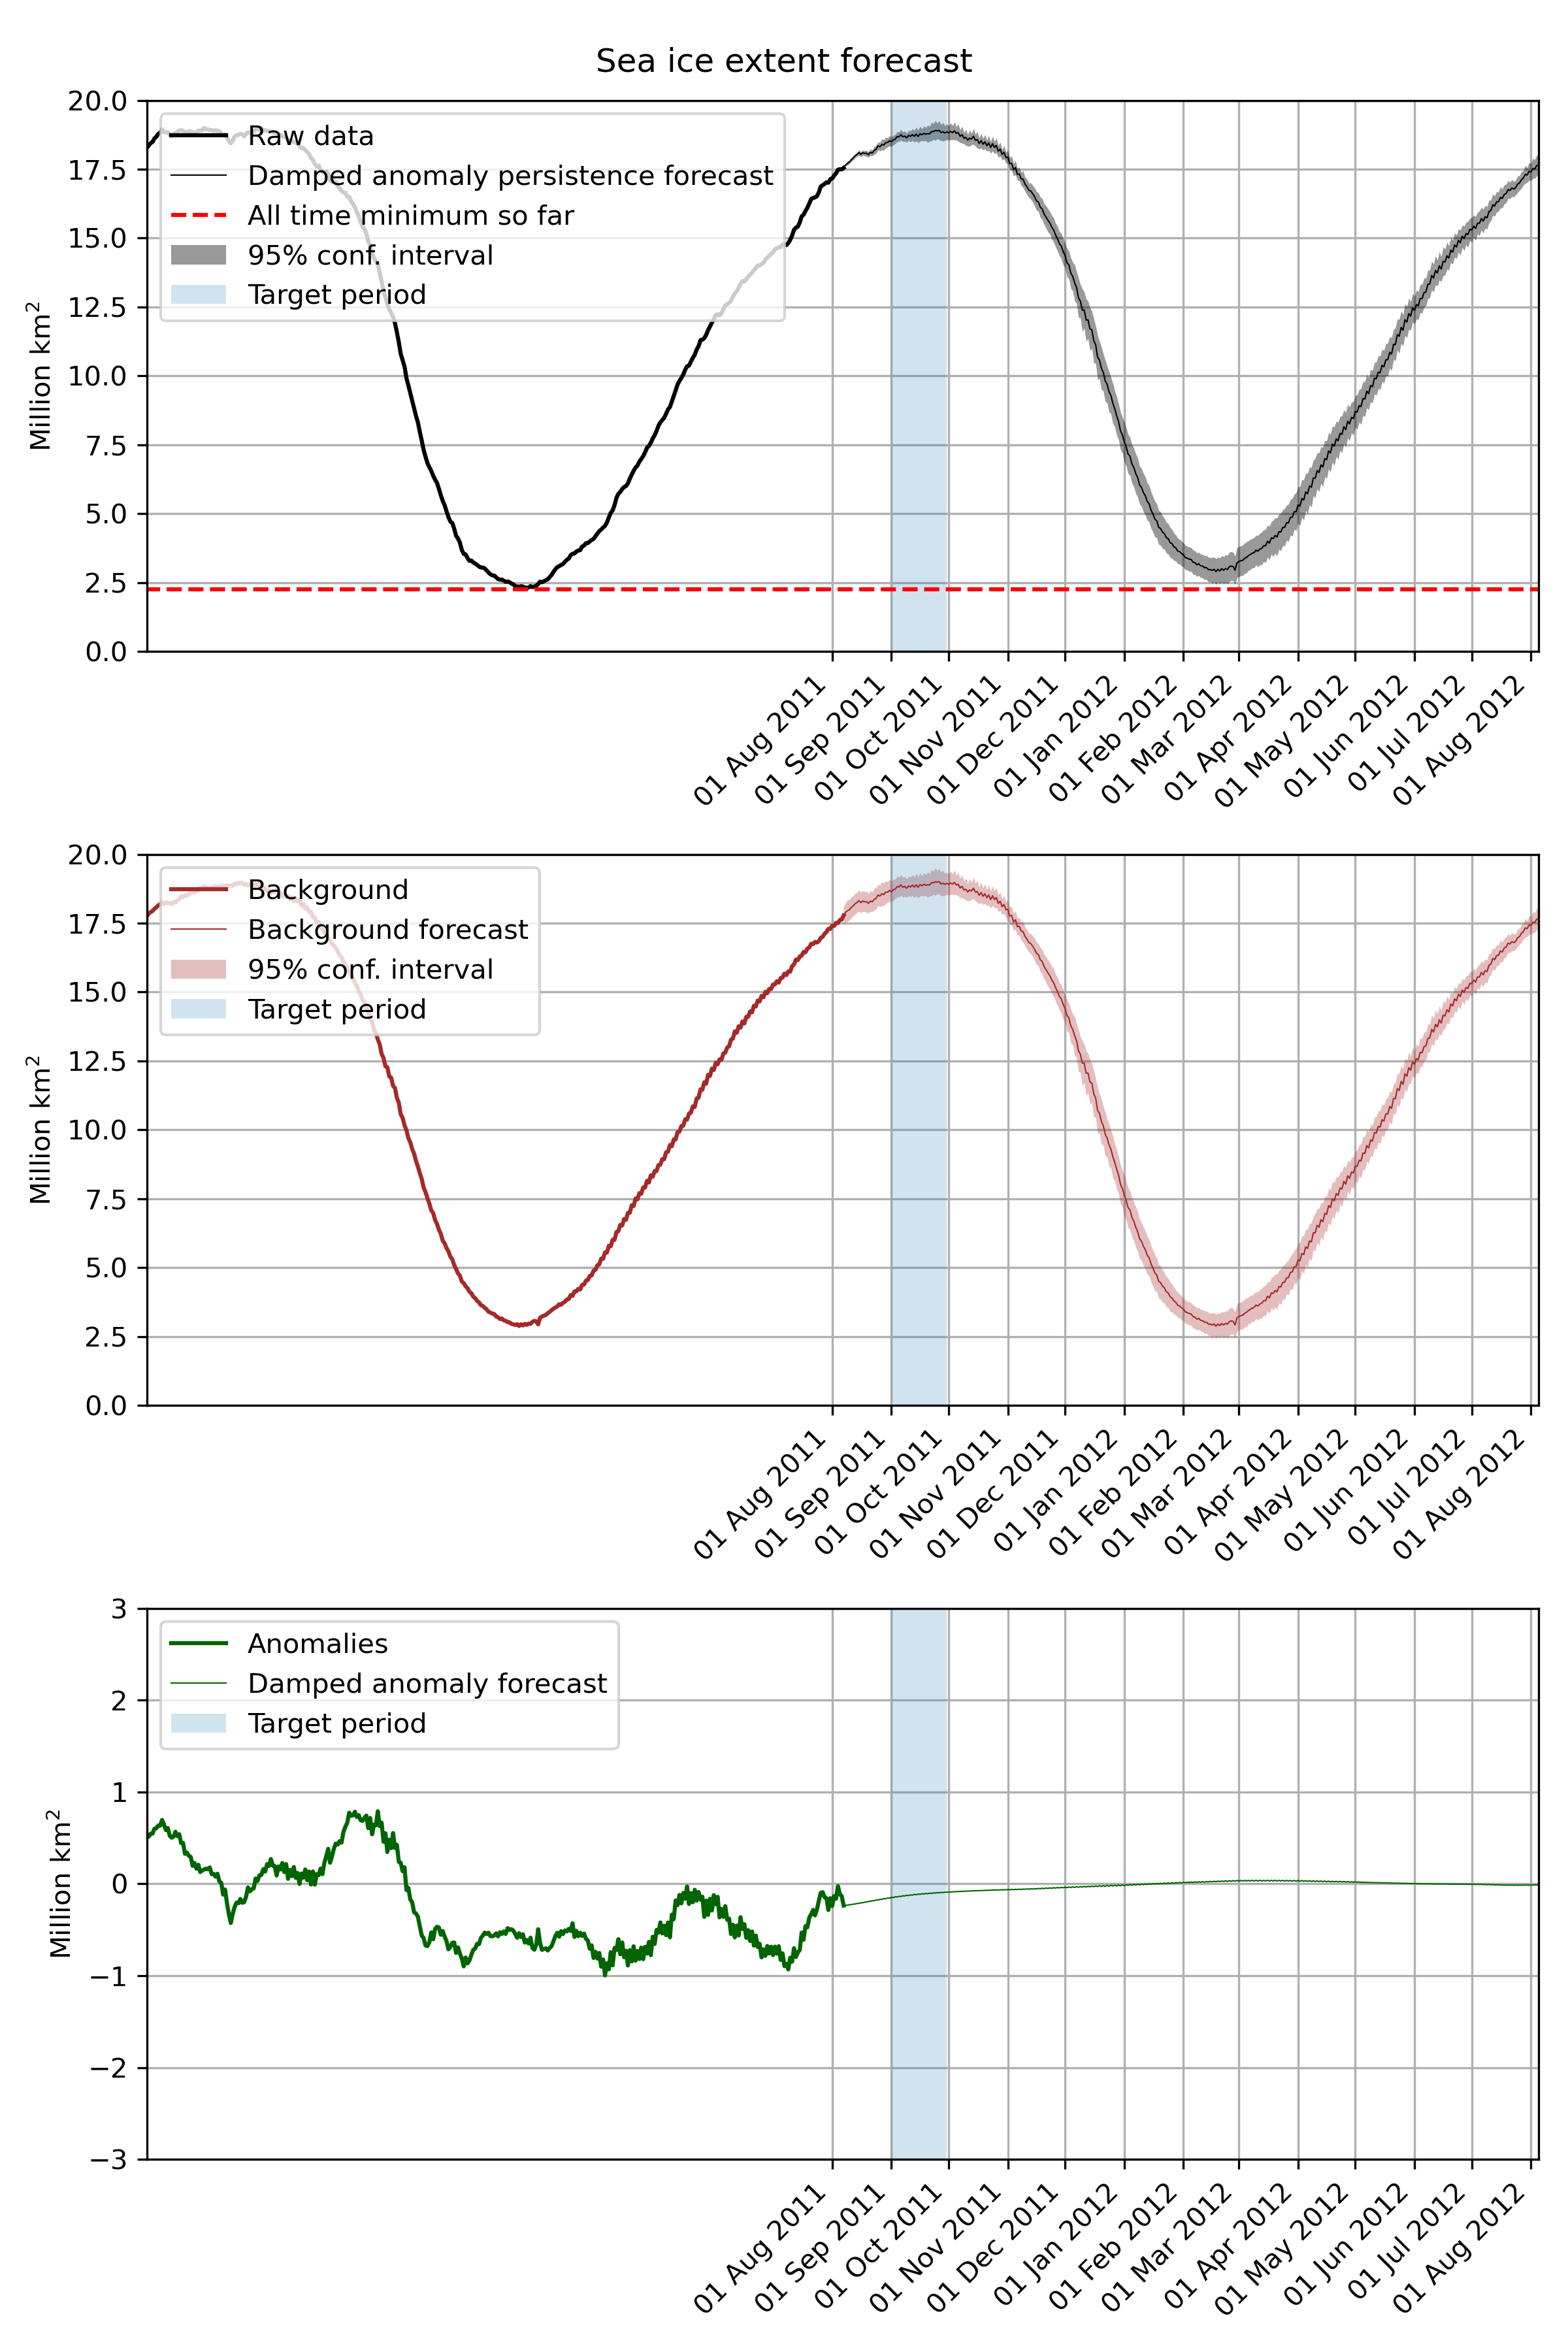 Sea ice extent forecast
20.0
17.5
15.0
12.5
10.0
7.5
5.0
2.5
0.0
Million km²
Raw data
Damped anomaly persistence forecast
All time minimum so far
95% conf. interval
Target period
01 Aug 2011
01 Sep 2011
01 Oct 2011
01 Nov 2011
01 Dec 2011
01 Jan 2012
01 Feb 2012
01 Mar 2012
01 Apr 2012
01 May 2012
01 Jun 2012
01 Jul 2012
01 Aug 2012
20.0
17.5
15.0
12.5
10.0
7.5
5.0
2.5
0.0
Million km²
Background
Background forecast
95% conf. interval
Target period
01 Aug 2011
01 Sep 2011
01 Oct 2011
01 Nov 2011
01 Dec 2011
01 Jan 2012
01 Feb 2012
01 Mar 2012
01 Apr 2012
01 May 2012
01 Jun 2012
01 Jul 2012
01 Aug 2012
3
2
1
0
−1
−2
−3
Million km²
Anomalies
Damped anomaly forecast
Target period
01 Aug 2011
01 Sep 2011
01 Oct 2011
01 Nov 2011
01 Dec 2011
01 Jan 2012
01 Feb 2012
01 Mar 2012
01 Apr 2012
01 May 2012
01 Jun 2012
01 Jul 2012
01 Aug 2012